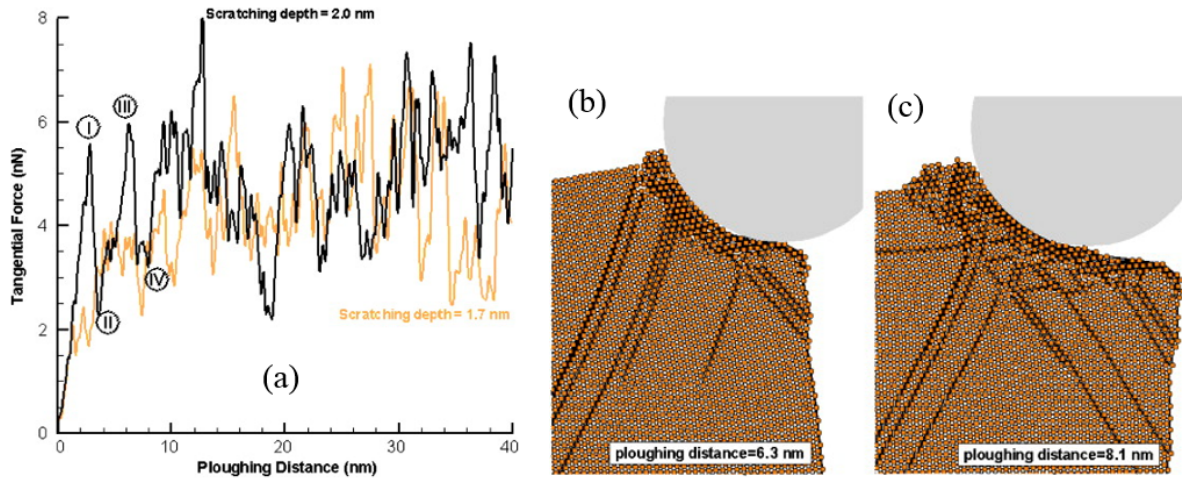 Scratching depth = 2.0 nm
8
6
4
2
0
Tangential Force (nN)
I
II
III
IV
Scratching depth = 1.7 nm
(a)
0
10
20
30
40
Ploughing Distance (nm)
(b)
ploughing distance=6.3 nm
(c)
ploughing distance=8.1 nm